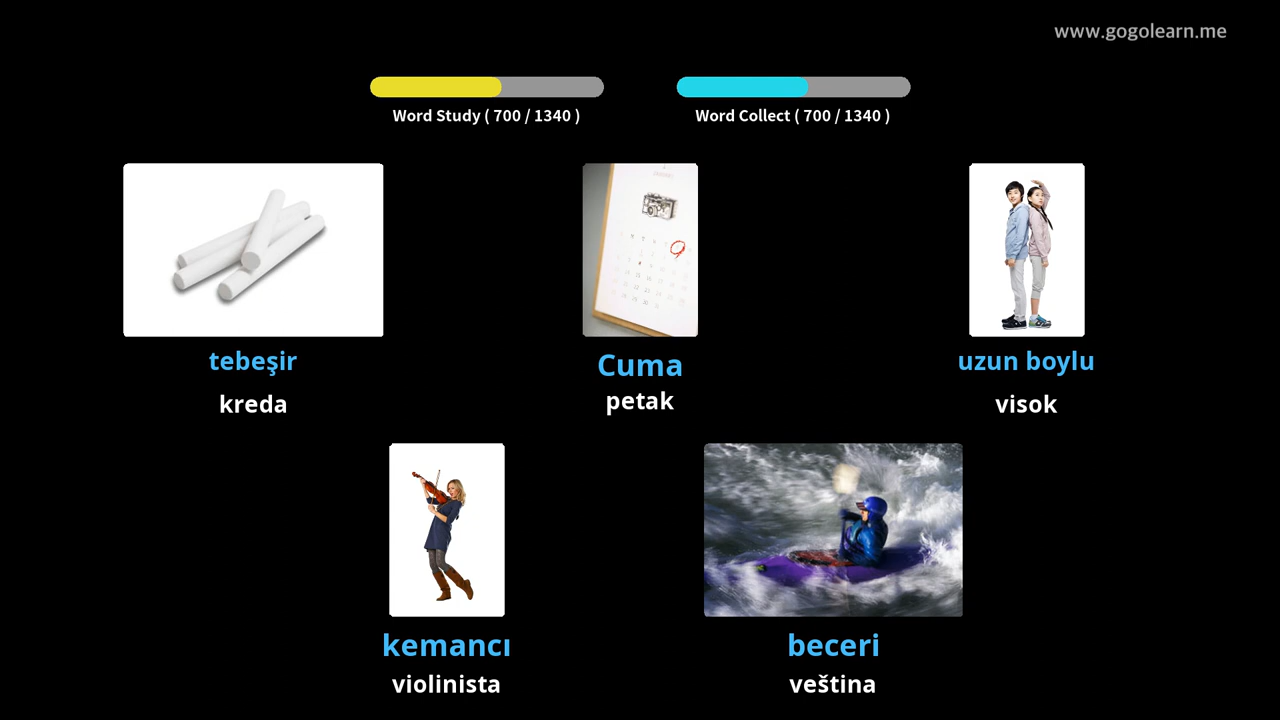 www.gogolearn.me
Word Study ( 700 / 1340 )
Word Collect ( 700 / 1340 )
tebeşir
kreda
Cuma
petak
uzun boylu
visok
kemancı
violinista
beceri
veština